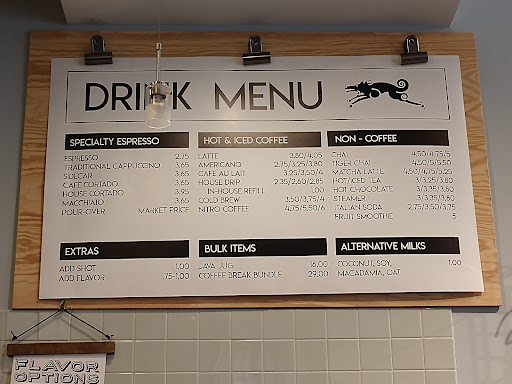 DRINK MENU
SPECIALTY ESPRESSO
ESPRESSO 2.75
TRADITIONAL CAPPUCCINO 3.65
SIDECAR 3.65
CAFE CORTADO 3.65
HOUSE CORTADO 3.95
MACCHIATO 3.65
POUR-OVER MARKET PRICE
HOT & ICED COFFEE
LATTE 3.80/4.05
AMERICANO 2.75/3.25/3.80
CAFE AU LAIT 3.25/3.50/4
HOUSE DRIP 2.35/2.60/2.85
IN-HOUSE REFILL 1.00
COLD BREW 3.50/3.75/4
NITRO COFFEE 4.75/5.50/6
NON - COFFEE
CHAI 4.50/4.75/5
TIGER CHAI 4.50/5/5.50
MATCHA LATTE 4.50/4.75/5.25
HOT/ICED TEA 3/3.25/3.80
HOT CHOCOLATE 3/3.35/3.80
STEAMER 3/3.25/3.80
ITALIAN SODA 2.75/3.50/3.75
FRUIT SMOOTHIE 5
EXTRAS
ADD SHOT 1.00
ADD FLAVOR .75-1.00
BULK ITEMS
JAVA JUG 16.00
COFFEE BREAK BUNDLE 29.00
ALTERNATIVE MILKS
COCONUT, SOY, 1.00
MACADAMIA, OAT
FLAVOR
OPTIONS